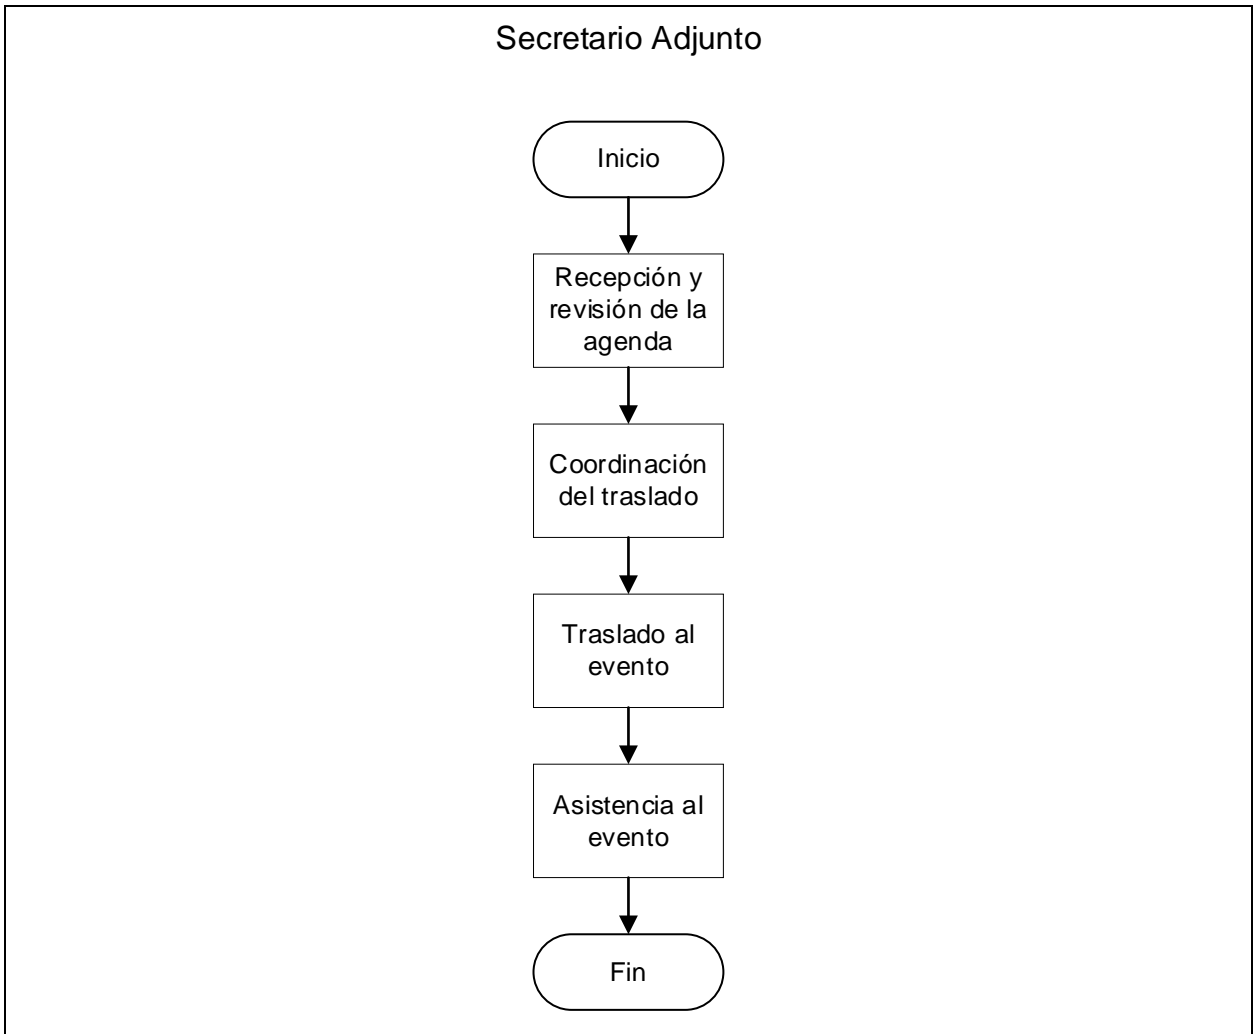 Secretario Adjunto
Inicio
Recepción y
revisión de la
agenda
Coordinación
del traslado
Traslado al
evento
Asistencia al
evento
Fin